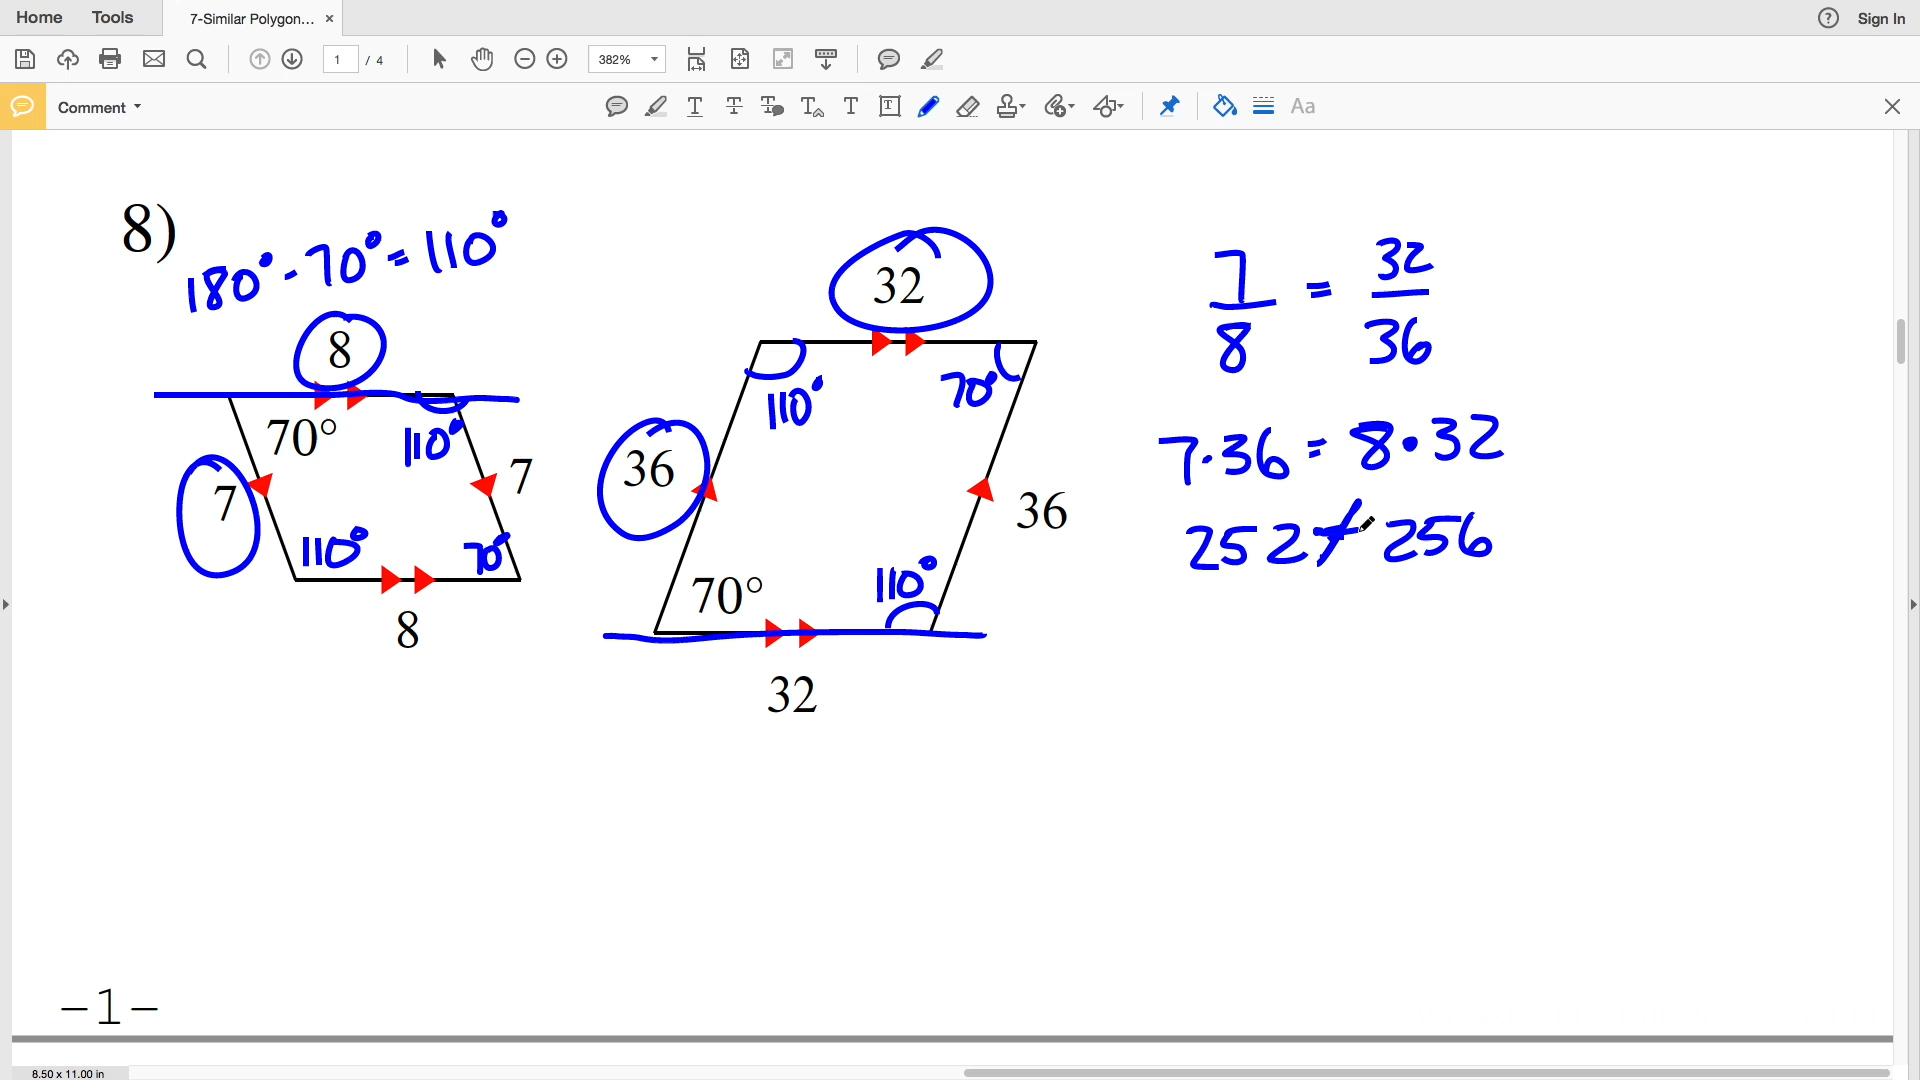 Home Tools 7-Similar Polygon... × ? Sign In
1 / 4 382%
Comment Aa
8)
180° - 70° = 110°
8
70°
110°
7
7
110°
70°
8
32
110°
70°
36
36
70°
110°
32
7/8 = 32/36
7·36 = 8·32
252 ≠ 256
-1-
8.50 x 11.00 in